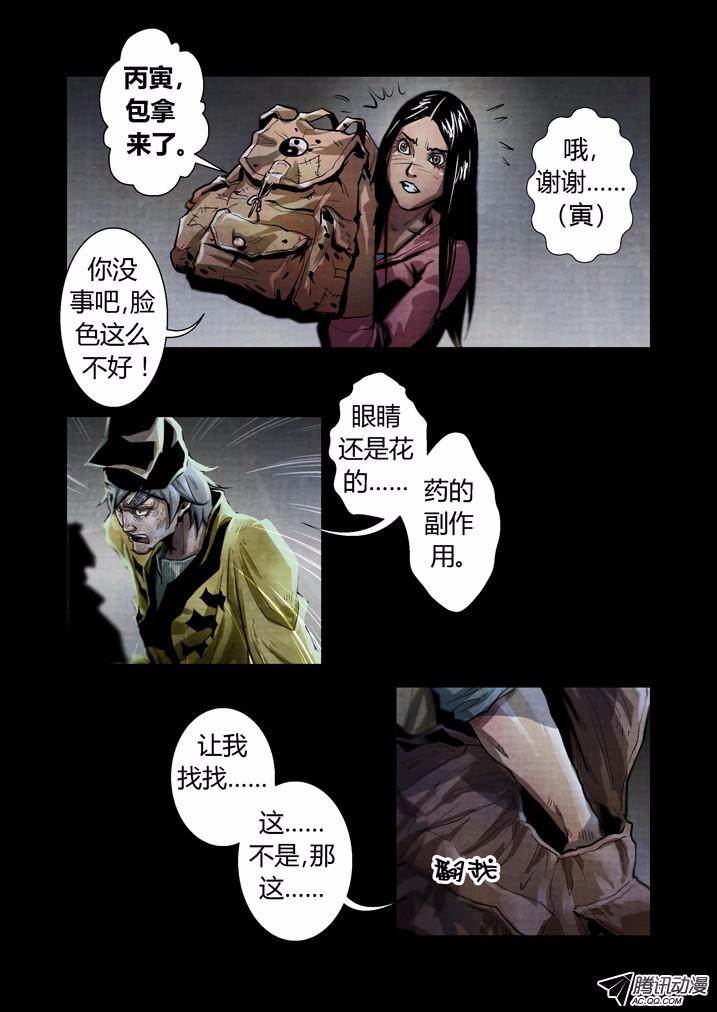 丙寅，
包拿
来了。
哦，
谢谢……
（寅）
你没
事吧，脸
色这么
不好！
眼睛
还是花
的……
药的
副作
用。
让我
找找……
这……
不是，那
这……
翻找
腾讯动漫
AC.QQ.COM